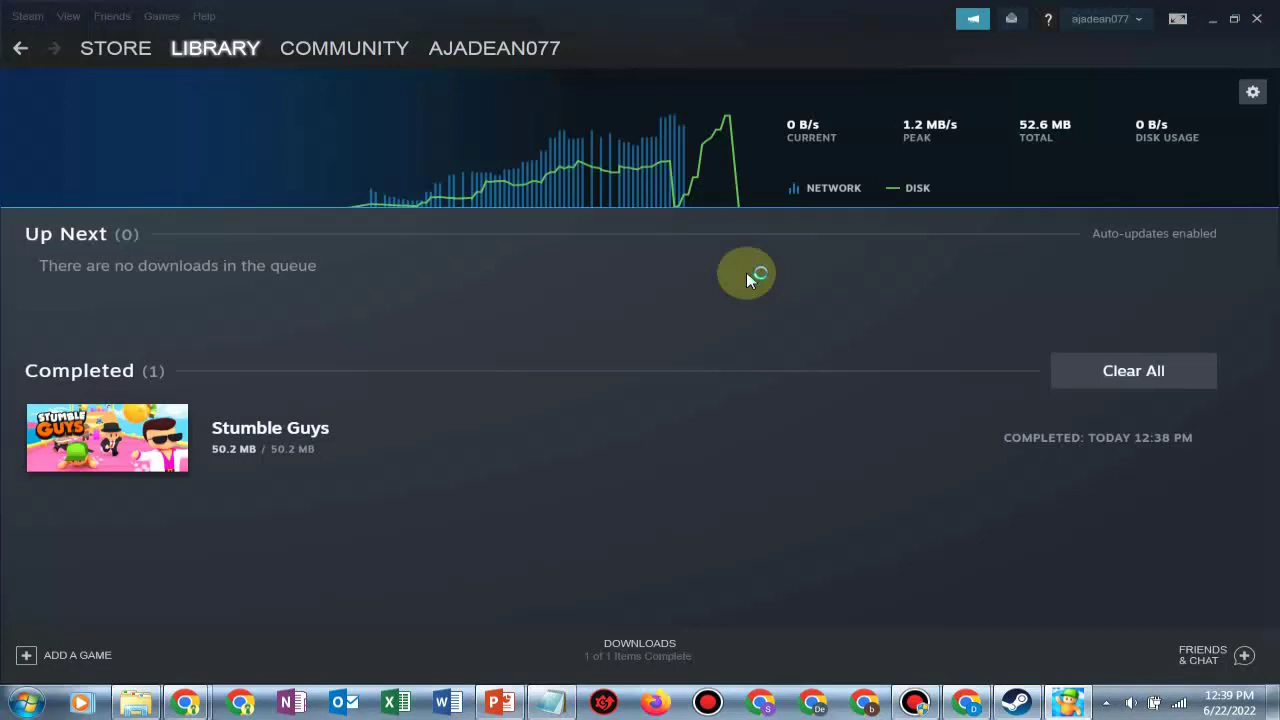 Steam View Friends Games Help
? ajadean077
STORE LIBRARY COMMUNITY AJADEAN077
0 B/s 1.2 MB/s 52.6 MB 0 B/s
CURRENT PEAK TOTAL DISK USAGE
NETWORK DISK
Up Next (0) Auto-updates enabled
There are no downloads in the queue
Completed (1) Clear All
STUMBLE
GUYS
Stumble Guys
50.2 MB / 50.2 MB
COMPLETED: TODAY 12:38 PM
ADD A GAME
DOWNLOADS
1 of 1 Items Complete
FRIENDS
& CHAT
12:39 PM
6/22/2022